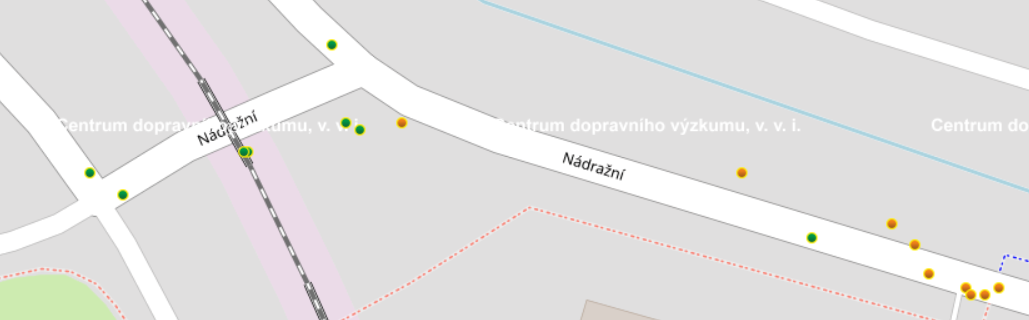 Centrum dopravního výzkumu, v. v. i.
Centrum dopravního výzkumu, v. v. i.
Centrum do
Nádražní
Nádražní